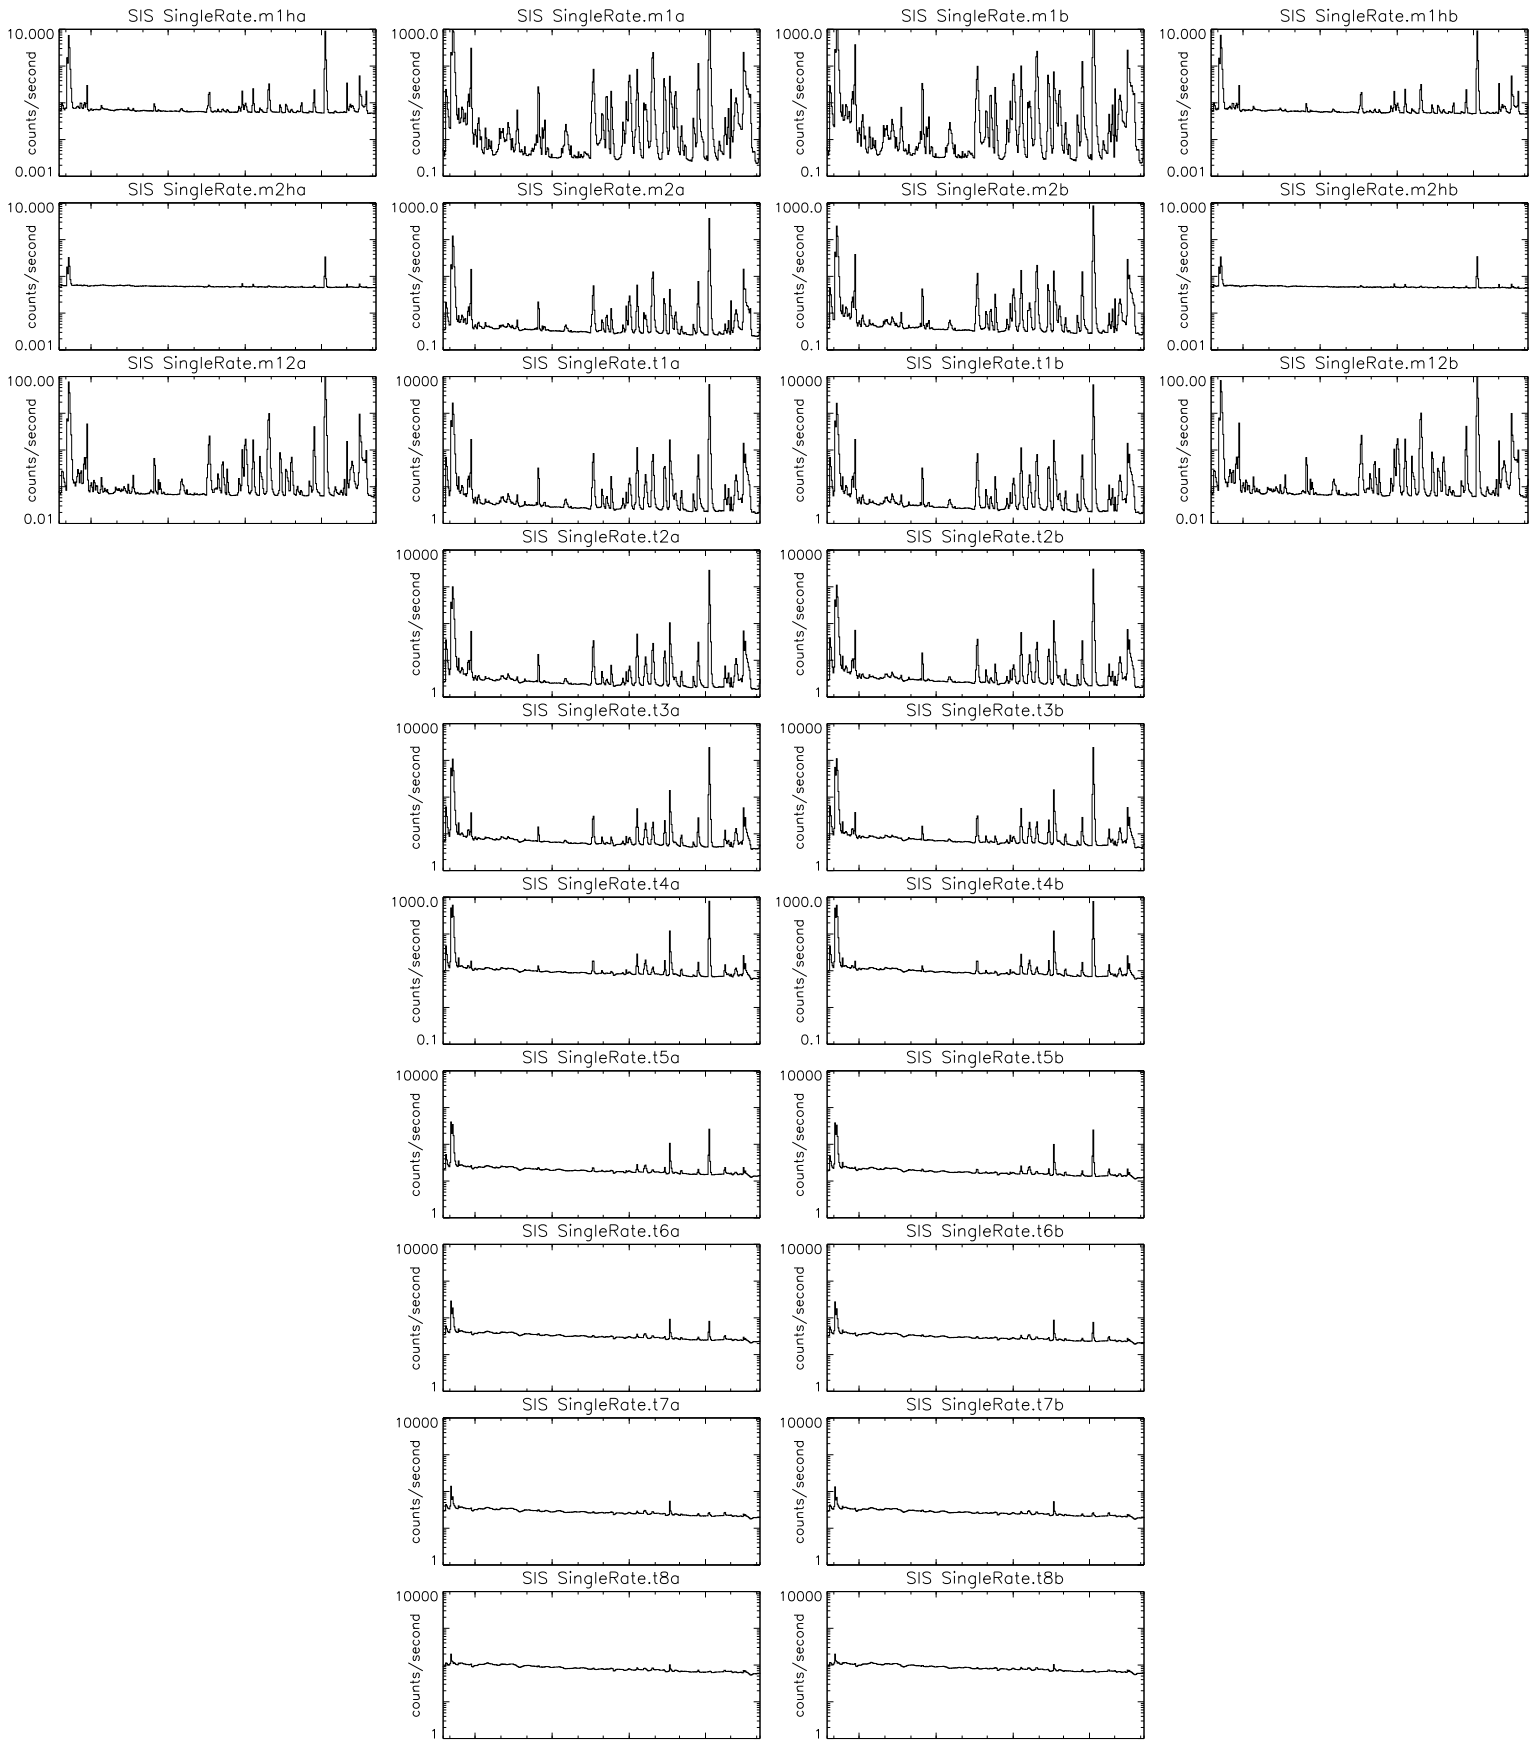 SIS SingleRate.m1ha
10.000
counts/second
0.001
SIS SingleRate.m1a
1000.0
counts/second
0.1
SIS SingleRate.m1b
1000.0
counts/second
0.1
SIS SingleRate.m1hb
10.000
counts/second
0.001
SIS SingleRate.m2ha
10.000
counts/second
0.001
SIS SingleRate.m2a
1000.0
counts/second
0.1
SIS SingleRate.m2b
1000.0
counts/second
0.1
SIS SingleRate.m2hb
10.000
counts/second
0.001
SIS SingleRate.m12a
100.00
counts/second
0.01
SIS SingleRate.t1a
10000
counts/second
1
SIS SingleRate.t1b
10000
counts/second
1
SIS SingleRate.m12b
100.00
counts/second
0.01
SIS SingleRate.t2a
10000
counts/second
1
SIS SingleRate.t2b
10000
counts/second
1
SIS SingleRate.t3a
10000
counts/second
1
SIS SingleRate.t3b
10000
counts/second
1
SIS SingleRate.t4a
1000.0
counts/second
0.1
SIS SingleRate.t4b
1000.0
counts/second
0.1
SIS SingleRate.t5a
10000
counts/second
1
SIS SingleRate.t5b
10000
counts/second
1
SIS SingleRate.t6a
10000
counts/second
1
SIS SingleRate.t6b
10000
counts/second
1
SIS SingleRate.t7a
10000
counts/second
1
SIS SingleRate.t7b
10000
counts/second
1
SIS SingleRate.t8a
10000
counts/second
1
SIS SingleRate.t8b
10000
counts/second
1